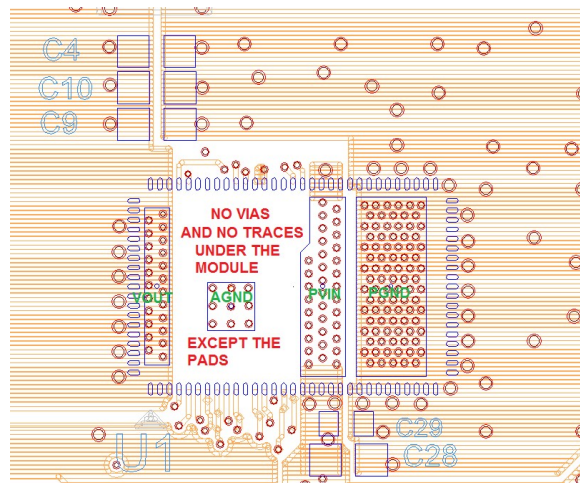 C4
C10
C9
NO VIAS
AND NO TRACES
UNDER THE
MODULE
VOUT
AGND
PVIN
PGND
EXCEPT THE
PADS
C29
C28
U1